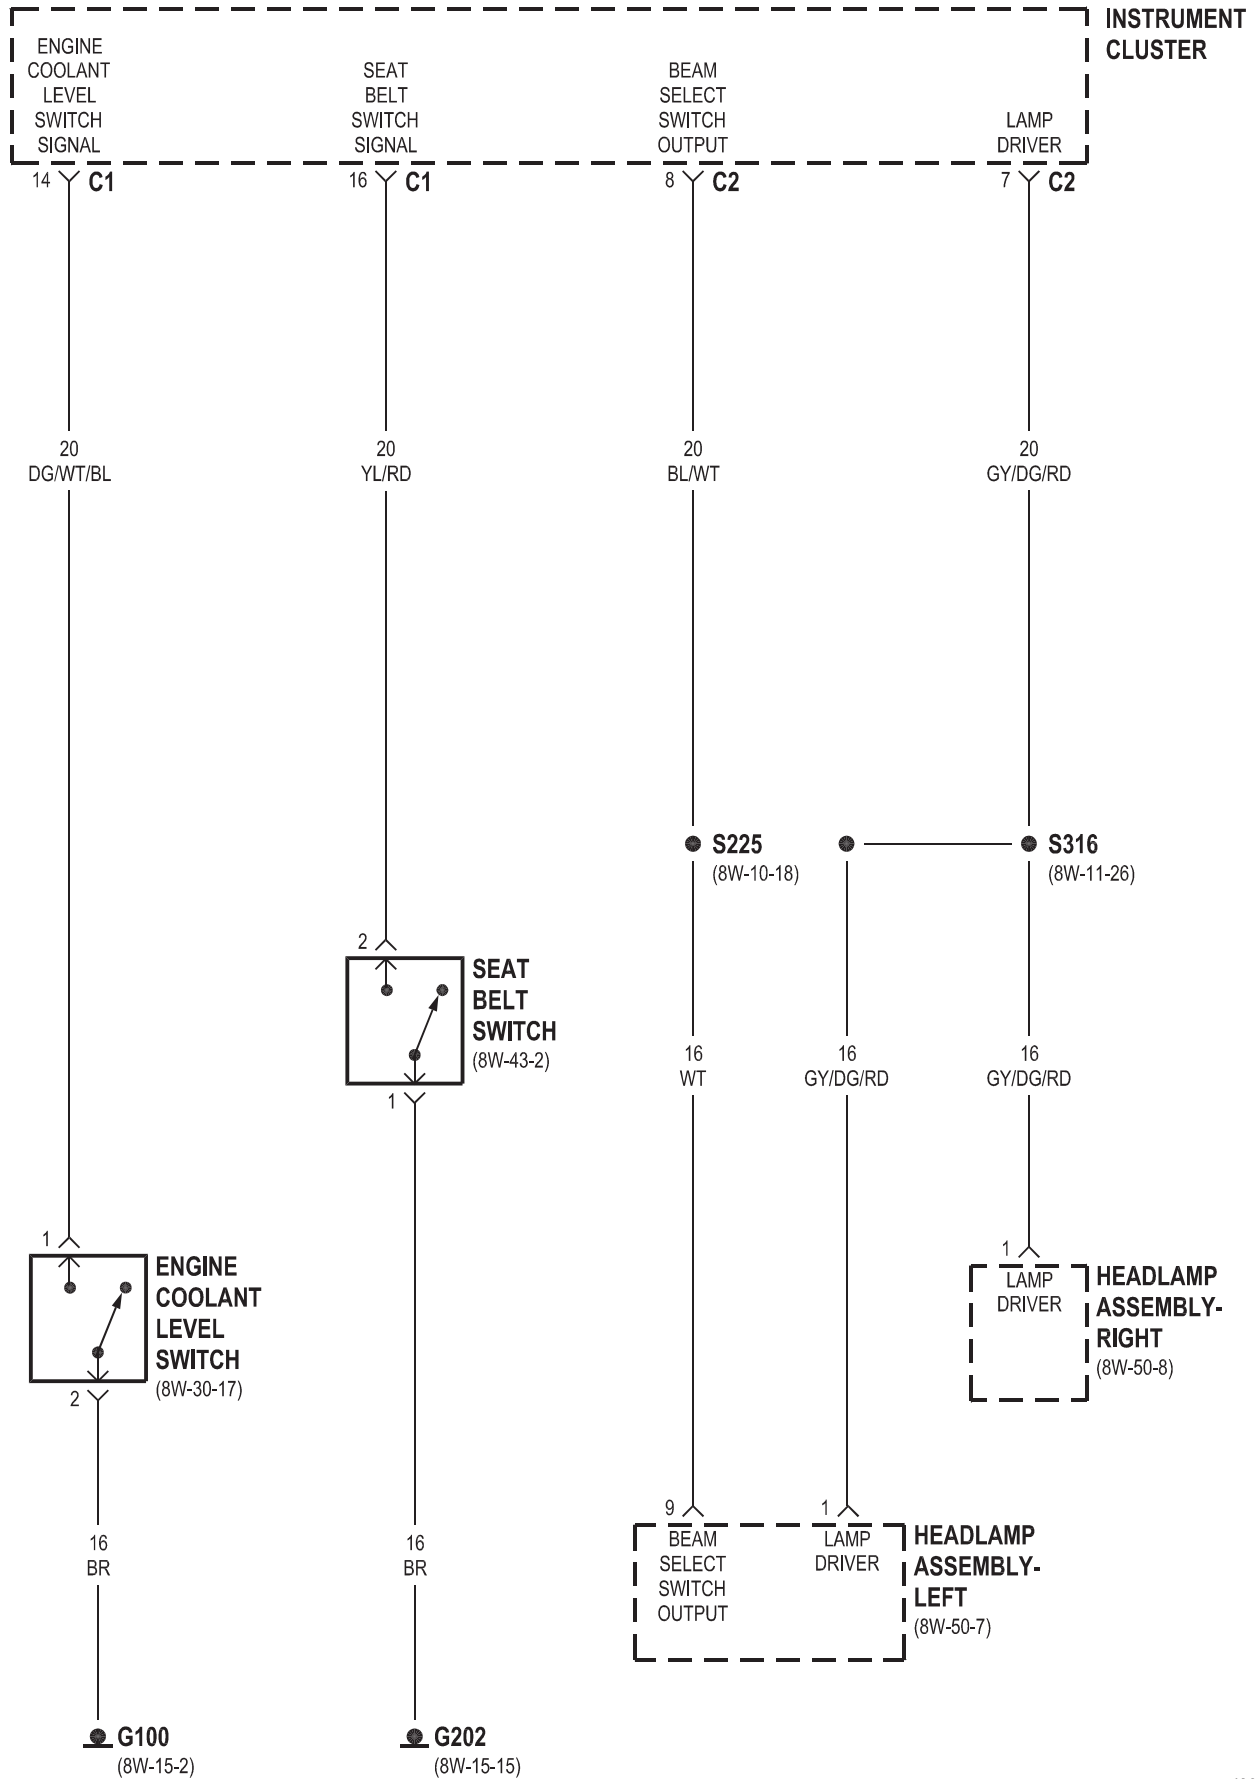 INSTRUMENT
CLUSTER
ENGINE
COOLANT
LEVEL
SWITCH
SIGNAL
SEAT
BELT
SWITCH
SIGNAL
BEAM
SELECT
SWITCH
OUTPUT
LAMP
DRIVER
14 C1
16 C1
8 C2
7 C2
20
DG/WT/BL
20
YL/RD
20
BL/WT
20
GY/DG/RD
S225
(8W-10-18)
S316
(8W-11-26)
2
SEAT
BELT
SWITCH
(8W-43-2)
1
16
WT
16
GY/DG/RD
16
GY/DG/RD
1
ENGINE
COOLANT
LEVEL
SWITCH
(8W-30-17)
2
1
LAMP
DRIVER
HEADLAMP
ASSEMBLY-
RIGHT
(8W-50-8)
9
1
BEAM
SELECT
SWITCH
OUTPUT
LAMP
DRIVER
HEADLAMP
ASSEMBLY-
LEFT
(8W-50-7)
16
BR
16
BR
G100
(8W-15-2)
G202
(8W-15-15)